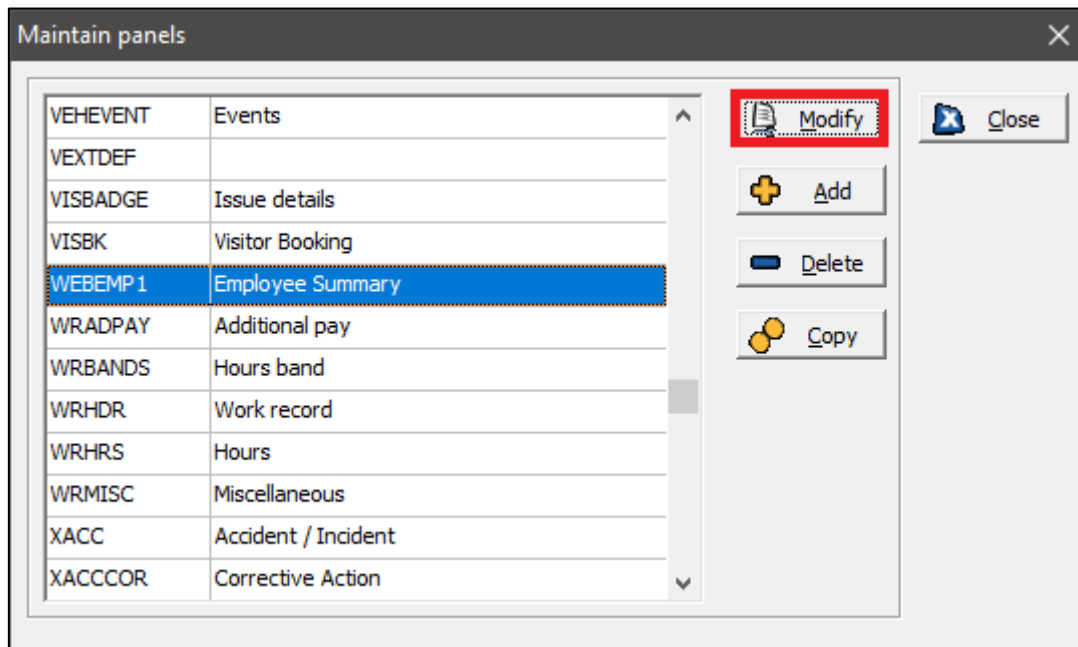 Maintain panels
VEHEVENT Events Modify Close
VEXTDEF
VISBADGE Issue details Add
VISBK Visitor Booking
WEBEMP1 Employee Summary Delete
WRADPAY Additional pay Copy
WRBANDS Hours band
WRHDR Work record
WRHRS Hours
WRMISC Miscellaneous
XACC Accident / Incident
XACCCOR Corrective Action